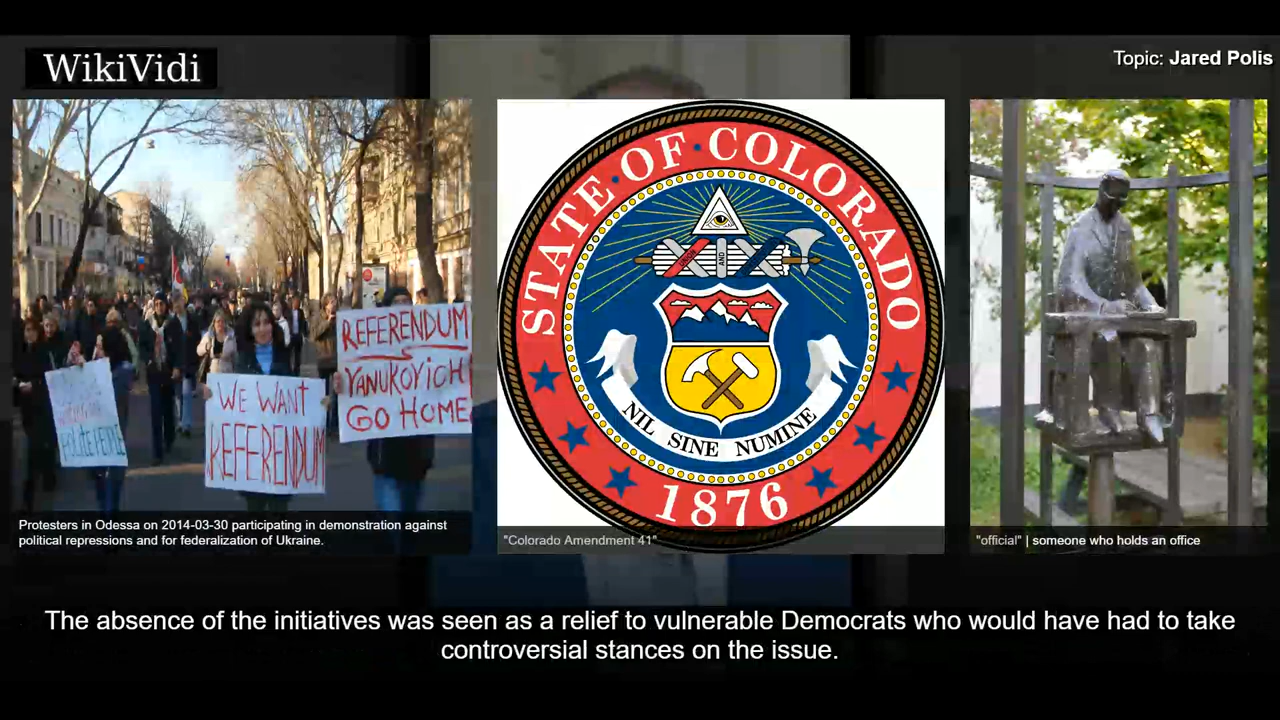 WikiVidi
Topic: Jared Polis
REFERENDUM
YANUKOVICH
GO HOME
WE WANT
REFERENDUM
STATE OF COLORADO
AND
NIL SINE NUMINE
1876
Protesters in Odessa on 2014-03-30 participating in demonstration against
political repressions and for federalization of Ukraine.
"Colorado Amendment 41"
"official" | someone who holds an office
The absence of the initiatives was seen as a relief to vulnerable Democrats who would have had to take
controversial stances on the issue.